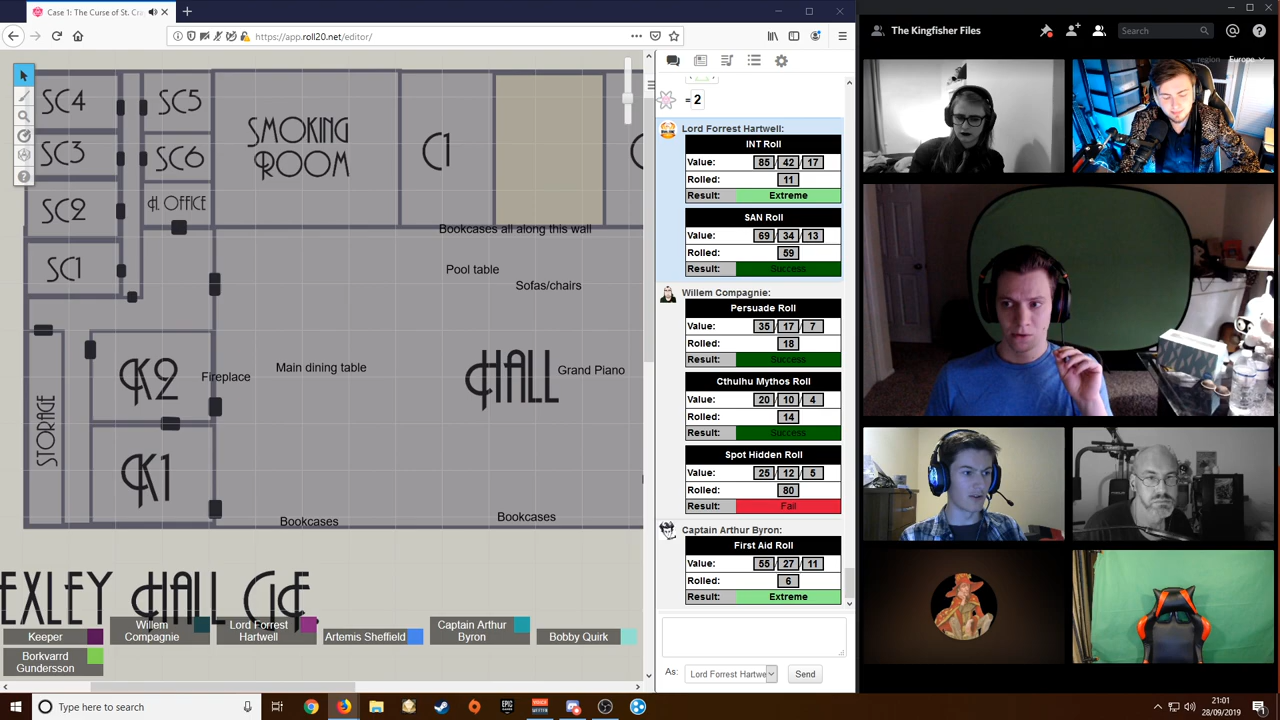 Case 1: The Curse of St. Cra
https://app.roll20.net/editor/
SC4
SC3
SC2
SC1
SC5
SC6
SMOKING
ROOM
C1
Bookcases all along this wall
Pool table
Sofas/chairs
K2
Fireplace
Main dining table
HALL
Grand Piano
STORAGE
K1
Bookcases
Bookcases
EXLEY HALL
Keeper
Willem
Compagnie
Lord Forrest
Hartwell
Artemis Sheffield
Captain Arthur
Byron
Bobby Quirk
Borkvarrd
Gundersson
= 2
Lord Forrest Hartwell:
INT Roll
Value: 85 42 17
Rolled: 11
Result: Extreme
SAN Roll
Value: 69 34 13
Rolled: 59
Result: Success
Willem Compagnie:
Persuade Roll
Value: 35 17 7
Rolled: 18
Result: Success
Cthulhu Mythos Roll
Value: 20 10 4
Rolled: 14
Result: Success
Spot Hidden Roll
Value: 25 12 5
Rolled: 80
Result: Fail
Captain Arthur Byron:
First Aid Roll
Value: 55 27 11
Rolled: 6
Result: Extreme
As: Lord Forrest Hartwe
Send
The Kingfisher Files
Search
region Europe
Type here to search
EPIC
GAMES
21:01
28/09/2019